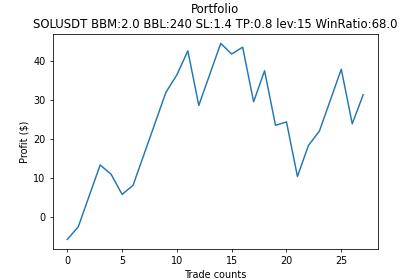 Portfolio
SOLUSDT BBM:2.0 BBL:240 SL:1.4 TP:0.8 lev:15 WinRatio:68.0
40
30
20
10
0
Profit ($)
0 5 10 15 20 25
Trade counts